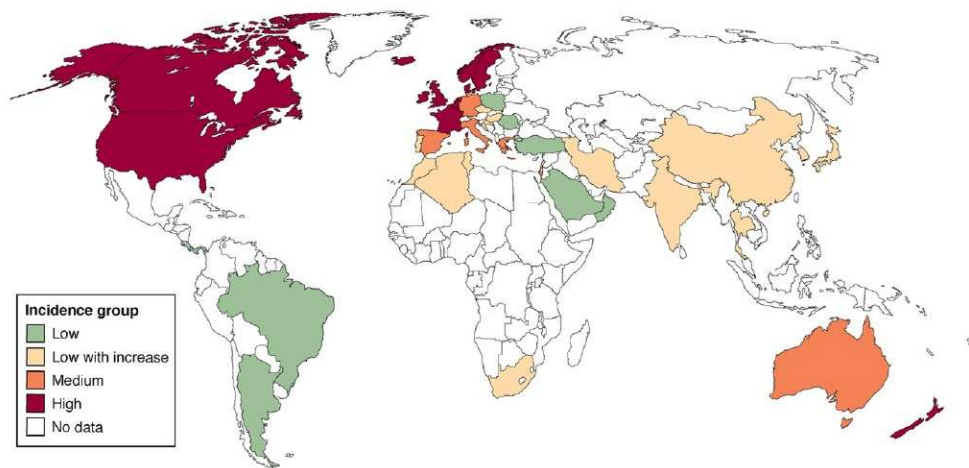 Incidence group
Low
Low with increase
Medium
High
No data